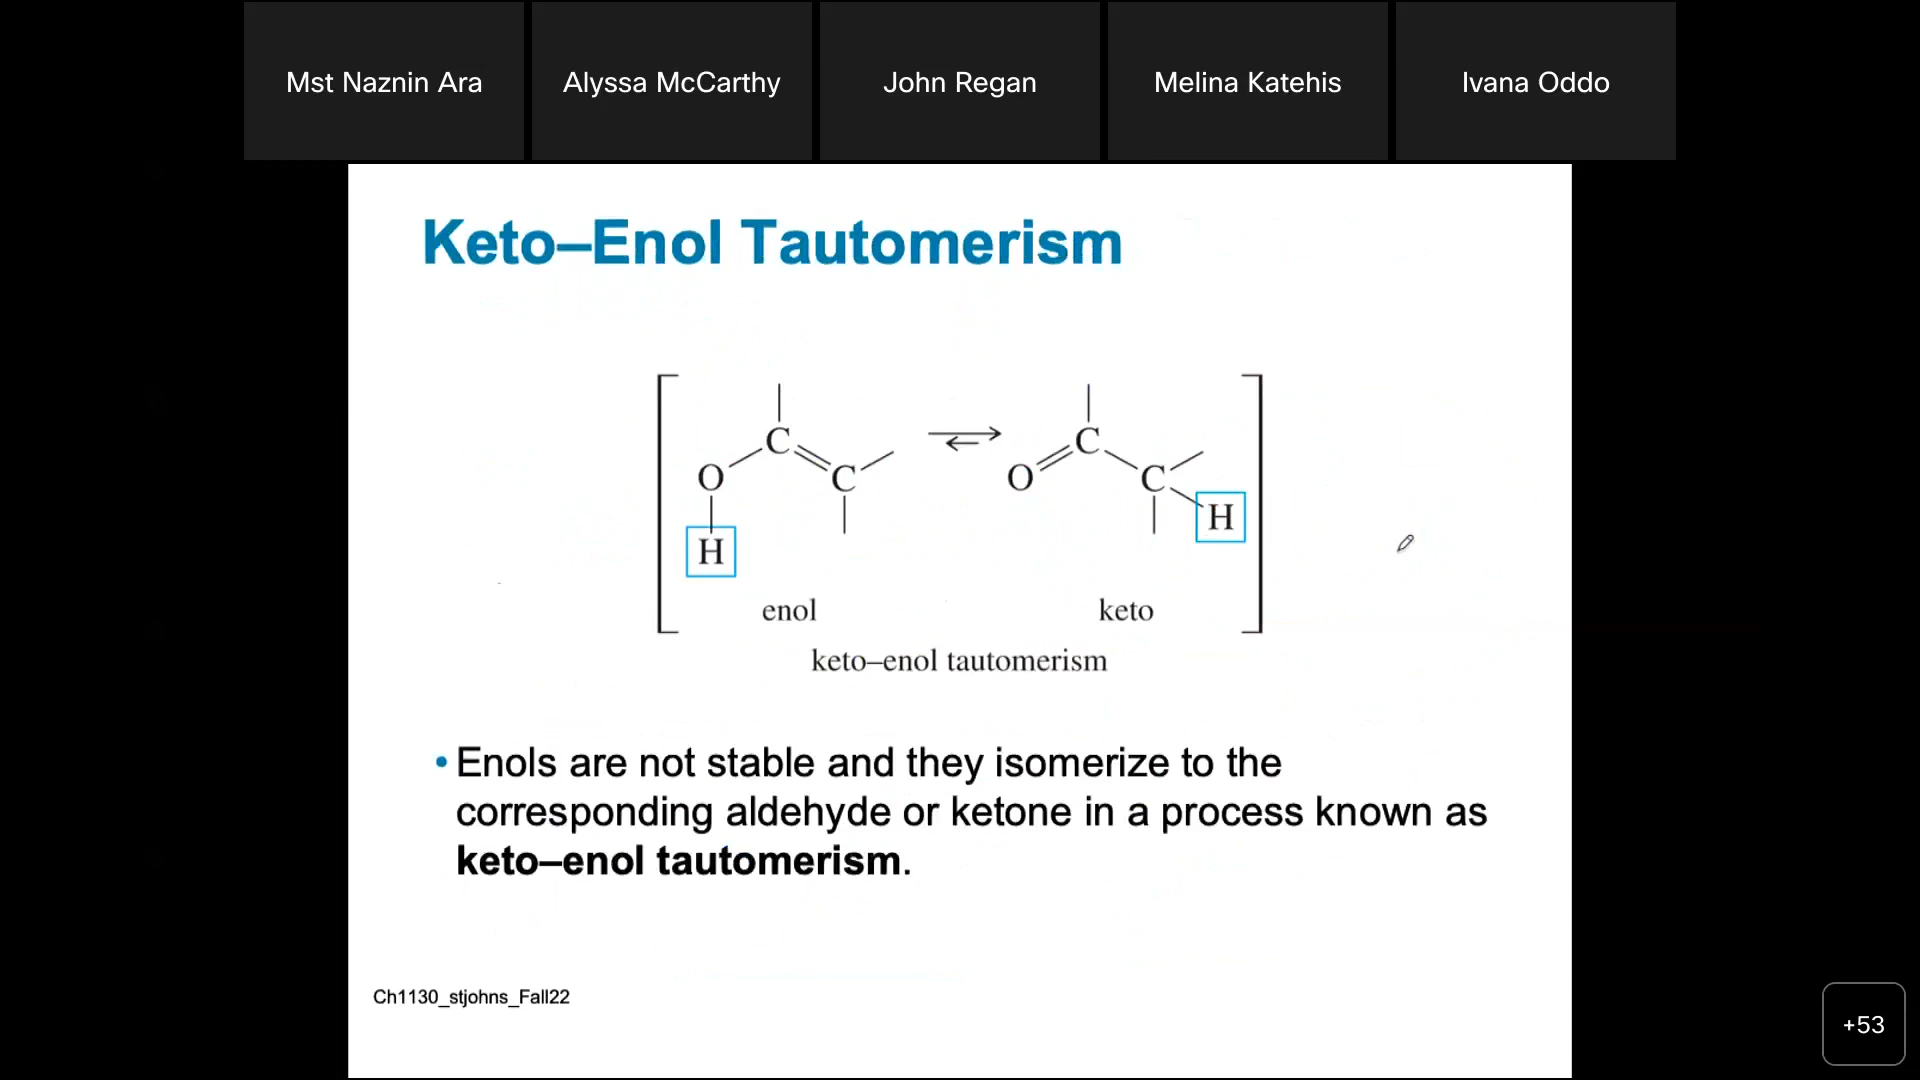 Mst Naznin Ara
Alyssa McCarthy
John Regan
Melina Katehis
Ivana Oddo
Keto–Enol Tautomerism
C
C
O
H
C
O
C
H
enol
keto
keto–enol tautomerism
• Enols are not stable and they isomerize to the
corresponding aldehyde or ketone in a process known as
keto–enol tautomerism.
Ch1130_stjohns_Fall22
+53